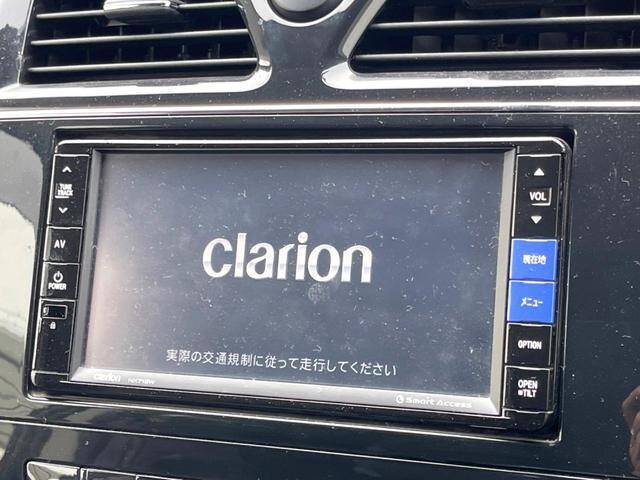 TUNE
TRACK
AV
POWER
clarion
実際の交通規制に従って走行してください
VOL
現在地
メニュー
OPTION
OPEN
TILT
clarion
Smart Access